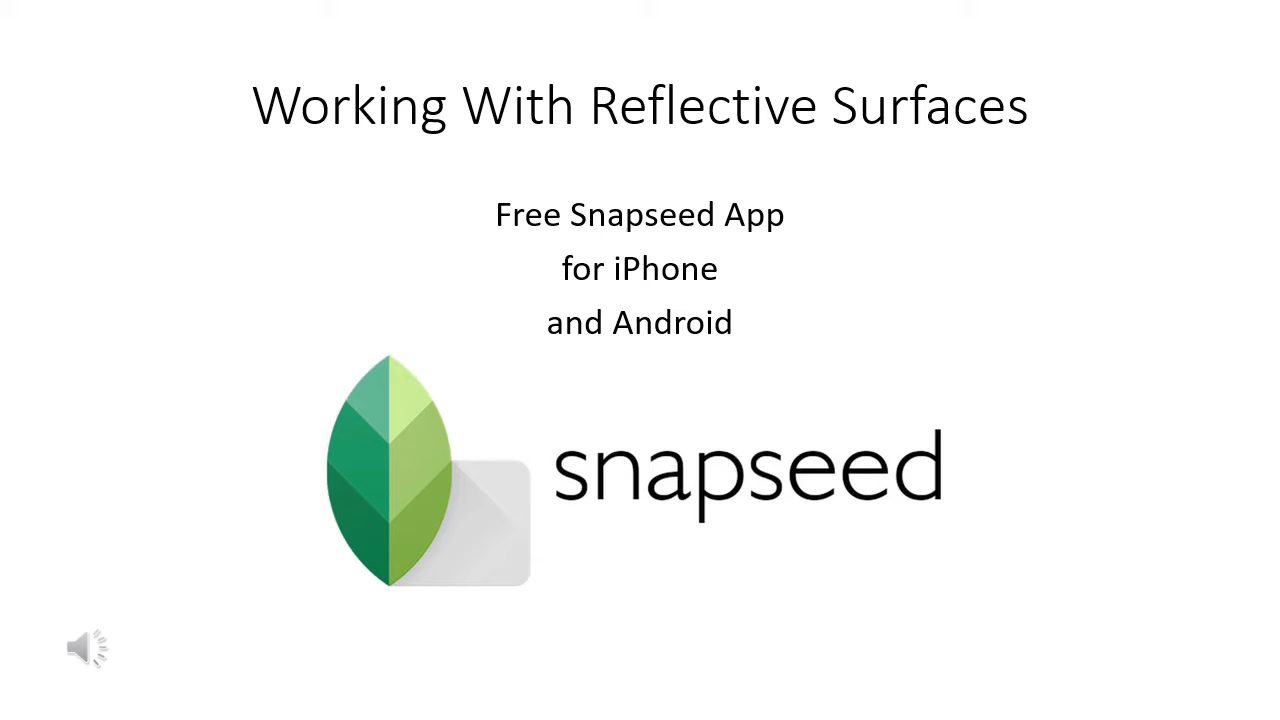 Working With Reflective Surfaces
Free Snapseed App
for iPhone
and Android
snapseed